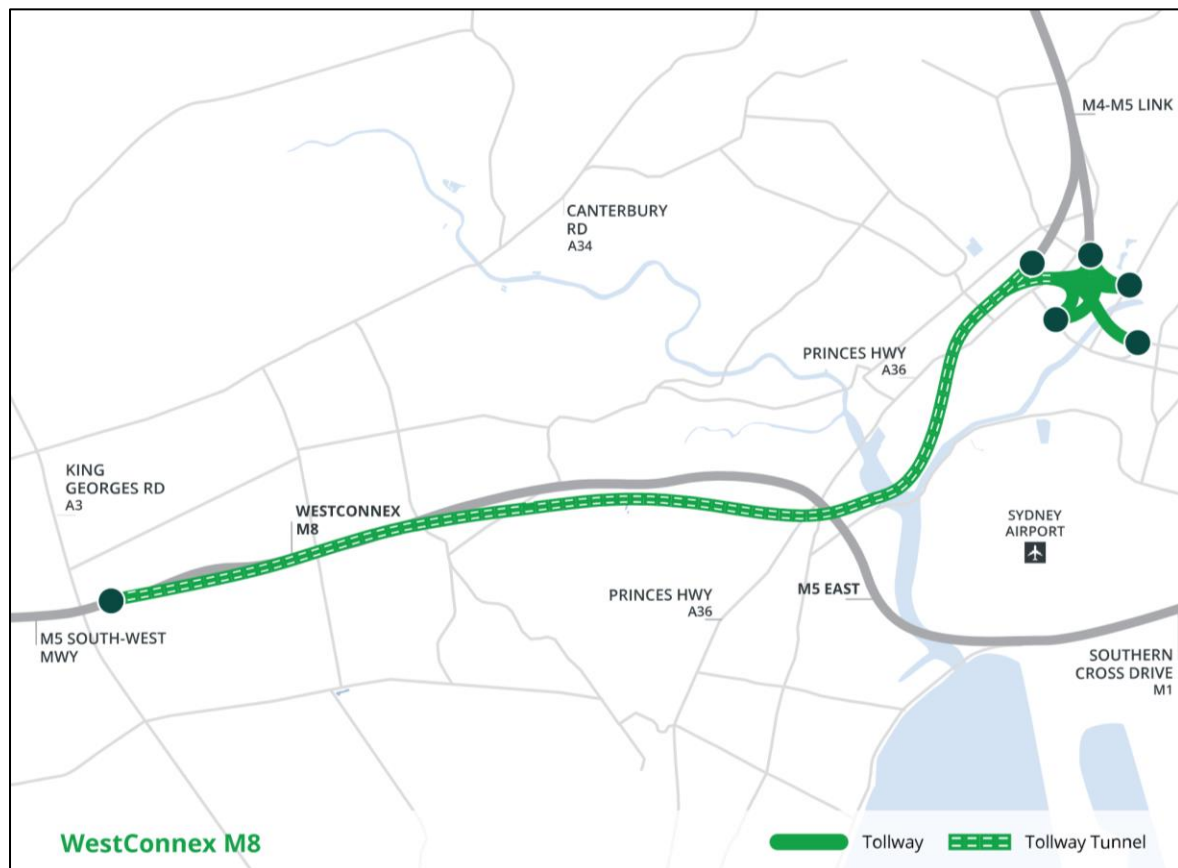 M4-M5 LINK
CANTERBURY
RD
A34
PRINCES HWY
A36
KING
GEORGES RD
A3
WESTCONNEX
M8
SYDNEY
AIRPORT
PRINCES HWY
A36
M5 EAST
M5 SOUTH-WEST
MWY
SOUTHERN
CROSS DRIVE
M1
WestConnex M8
Tollway
Tollway Tunnel